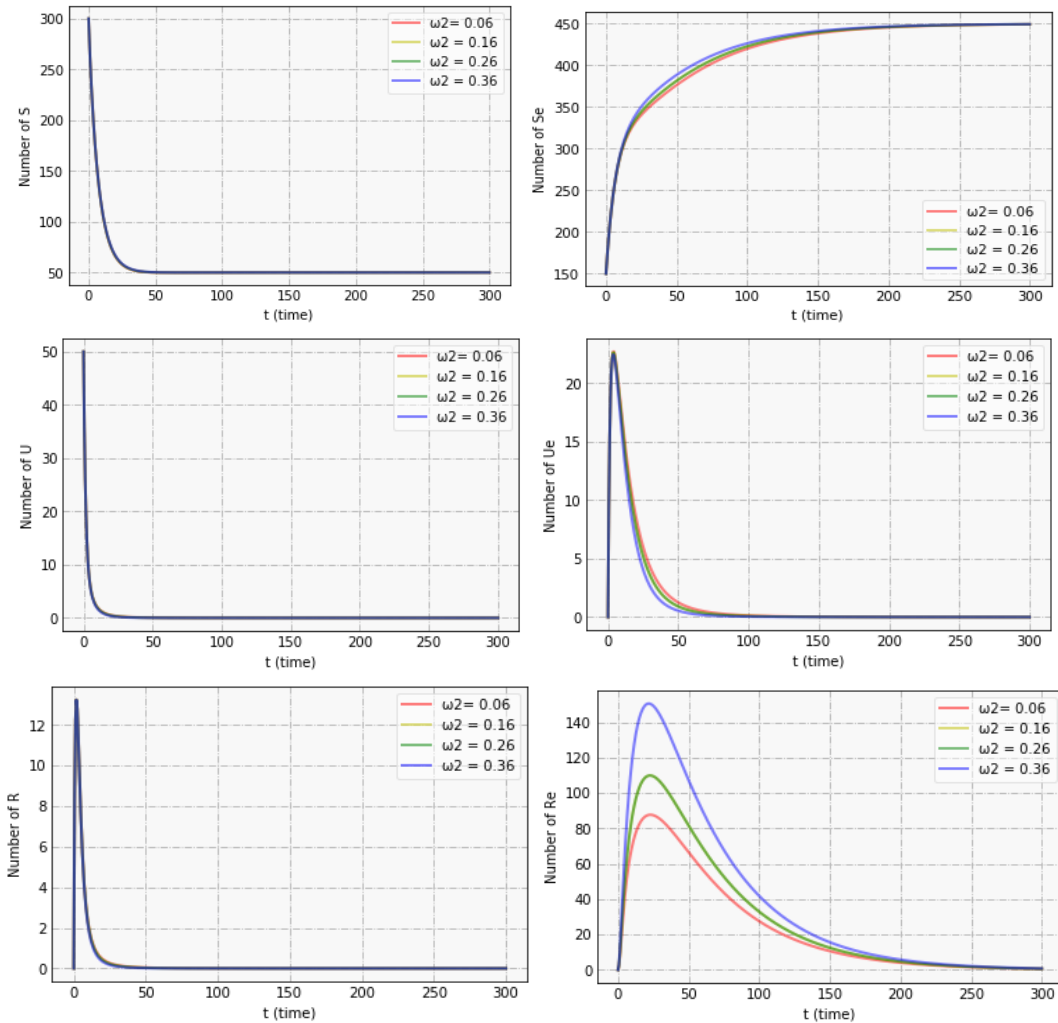 300
250
200
150
100
50
Number of S
ω2= 0.06
ω2 = 0.16
ω2 = 0.26
ω2 = 0.36
0 50 100 150 200 250 300
t (time)
450
400
350
300
250
200
150
Number of Se
ω2= 0.06
ω2 = 0.16
ω2 = 0.26
ω2 = 0.36
0 50 100 150 200 250 300
t (time)
50
40
30
20
10
0
Number of U
ω2= 0.06
ω2 = 0.16
ω2 = 0.26
ω2 = 0.36
0 50 100 150 200 250 300
t (time)
20
15
10
5
0
Number of Ue
ω2= 0.06
ω2 = 0.16
ω2 = 0.26
ω2 = 0.36
0 50 100 150 200 250 300
t (time)
12
10
8
6
4
2
0
Number of R
ω2= 0.06
ω2 = 0.16
ω2 = 0.26
ω2 = 0.36
0 50 100 150 200 250 300
t (time)
140
120
100
80
60
40
20
0
Number of Re
ω2= 0.06
ω2 = 0.16
ω2 = 0.26
ω2 = 0.36
0 50 100 150 200 250 300
t (time)